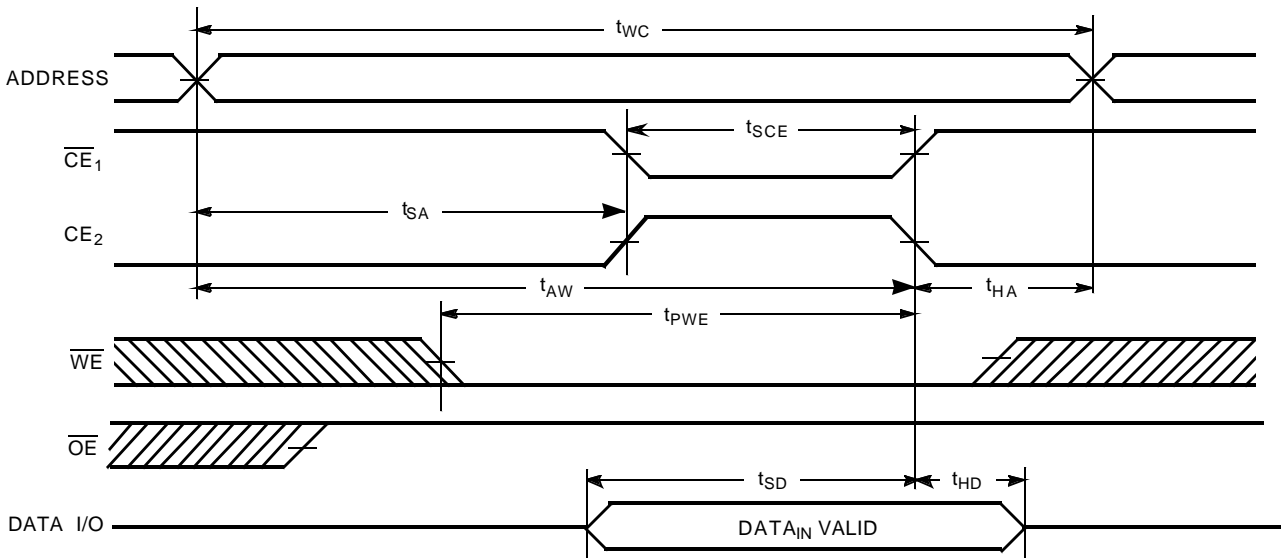 tWC
ADDRESS
tSCE
CE1
tSA
CE2
tAW
tHA
tPWE
WE
OE
tSD
tHD
DATA I/O
DATAIN VALID